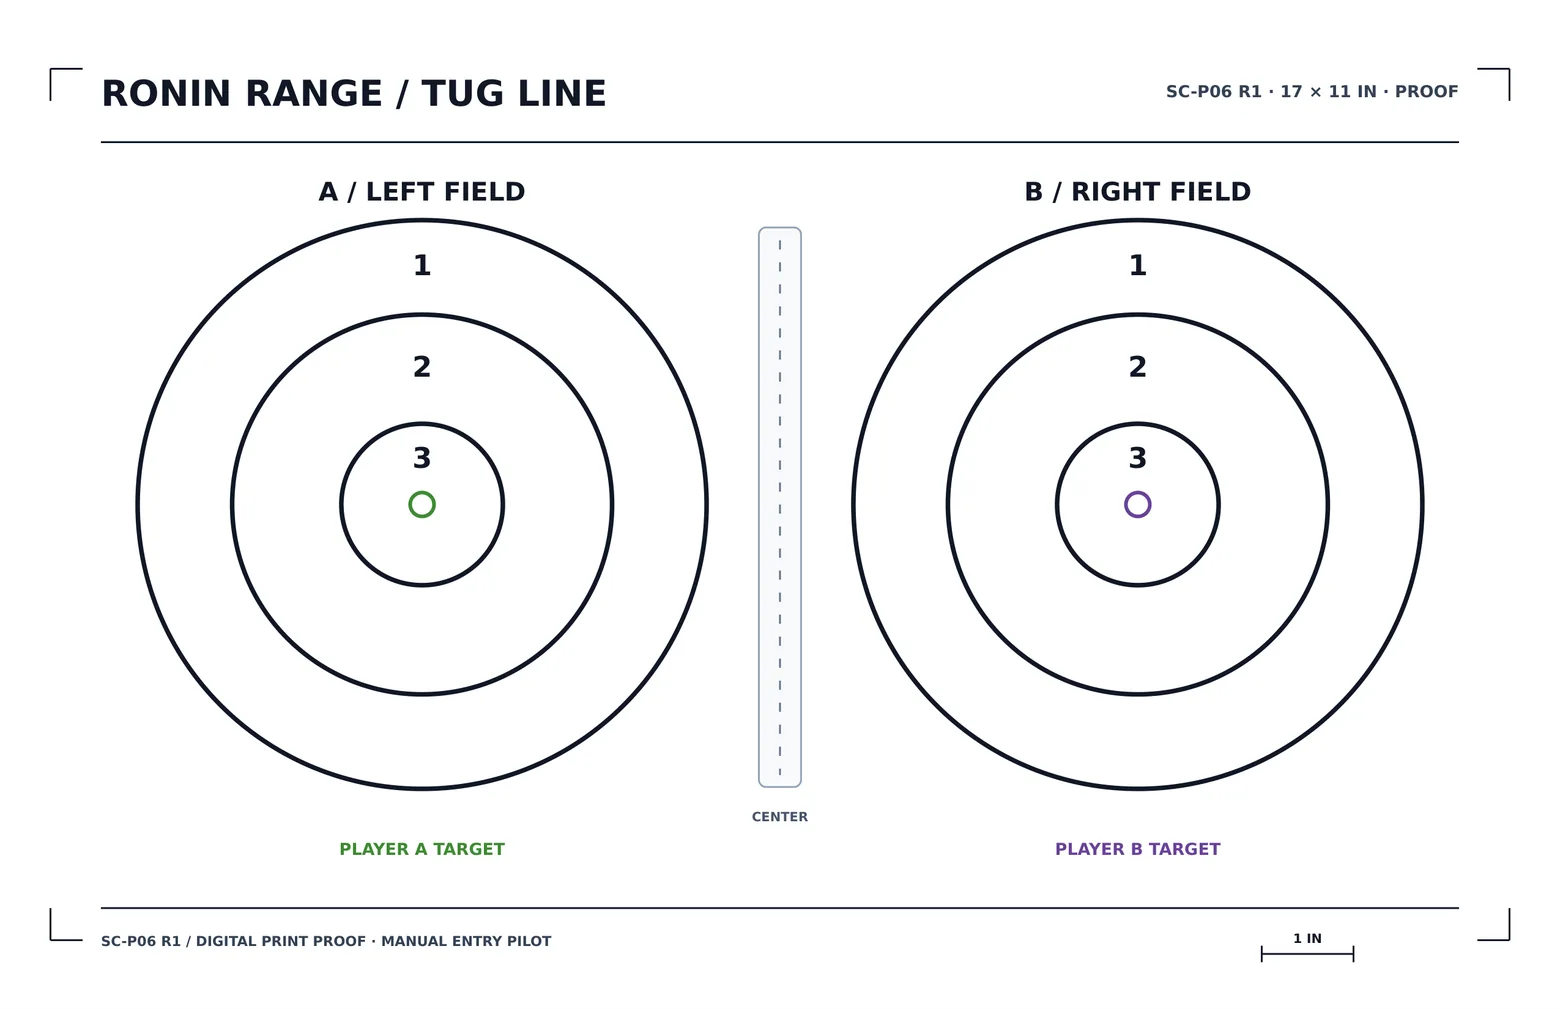 RONIN RANGE / TUG LINE
SC-P06 R1 · 17 × 11 IN · PROOF
A / LEFT FIELD
B / RIGHT FIELD
1
1
2
2
3
3
CENTER
PLAYER A TARGET
PLAYER B TARGET
SC-P06 R1 / DIGITAL PRINT PROOF · MANUAL ENTRY PILOT
1 IN